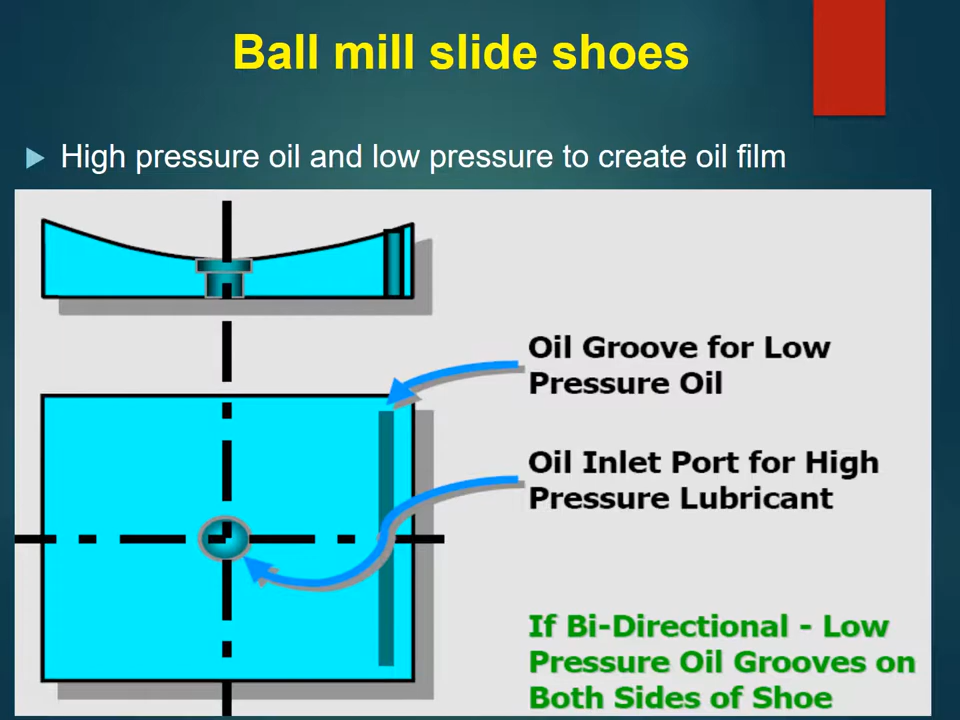 Ball mill slide shoes
High pressure oil and low pressure to create oil film
Oil Groove for Low
Pressure Oil
Oil Inlet Port for High
Pressure Lubricant
If Bi-Directional - Low
Pressure Oil Grooves on
Both Sides of Shoe